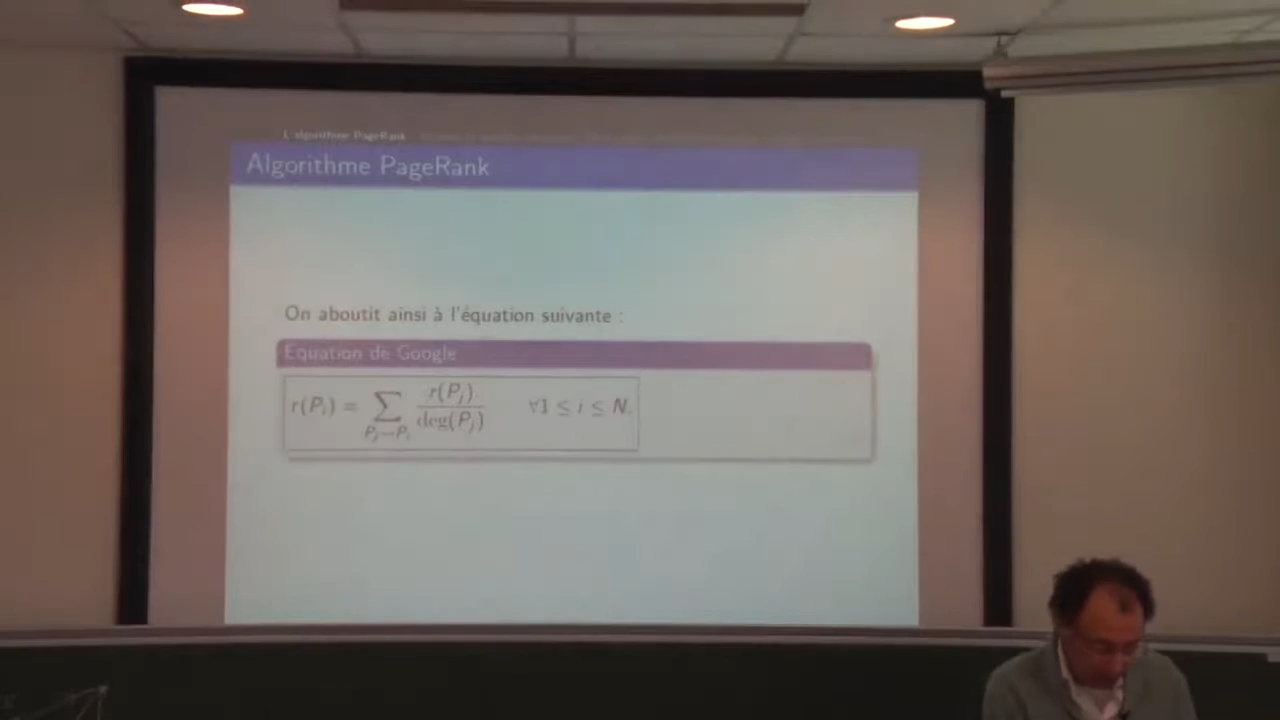 L'algorithme PageRank
Algorithme PageRank
On aboutit ainsi à l'équation suivante :
Equation de Google
r(P_i) = ∑_{P_j→P_i} r(P_j)/deg(P_j) ∀1 ≤ i ≤ N.